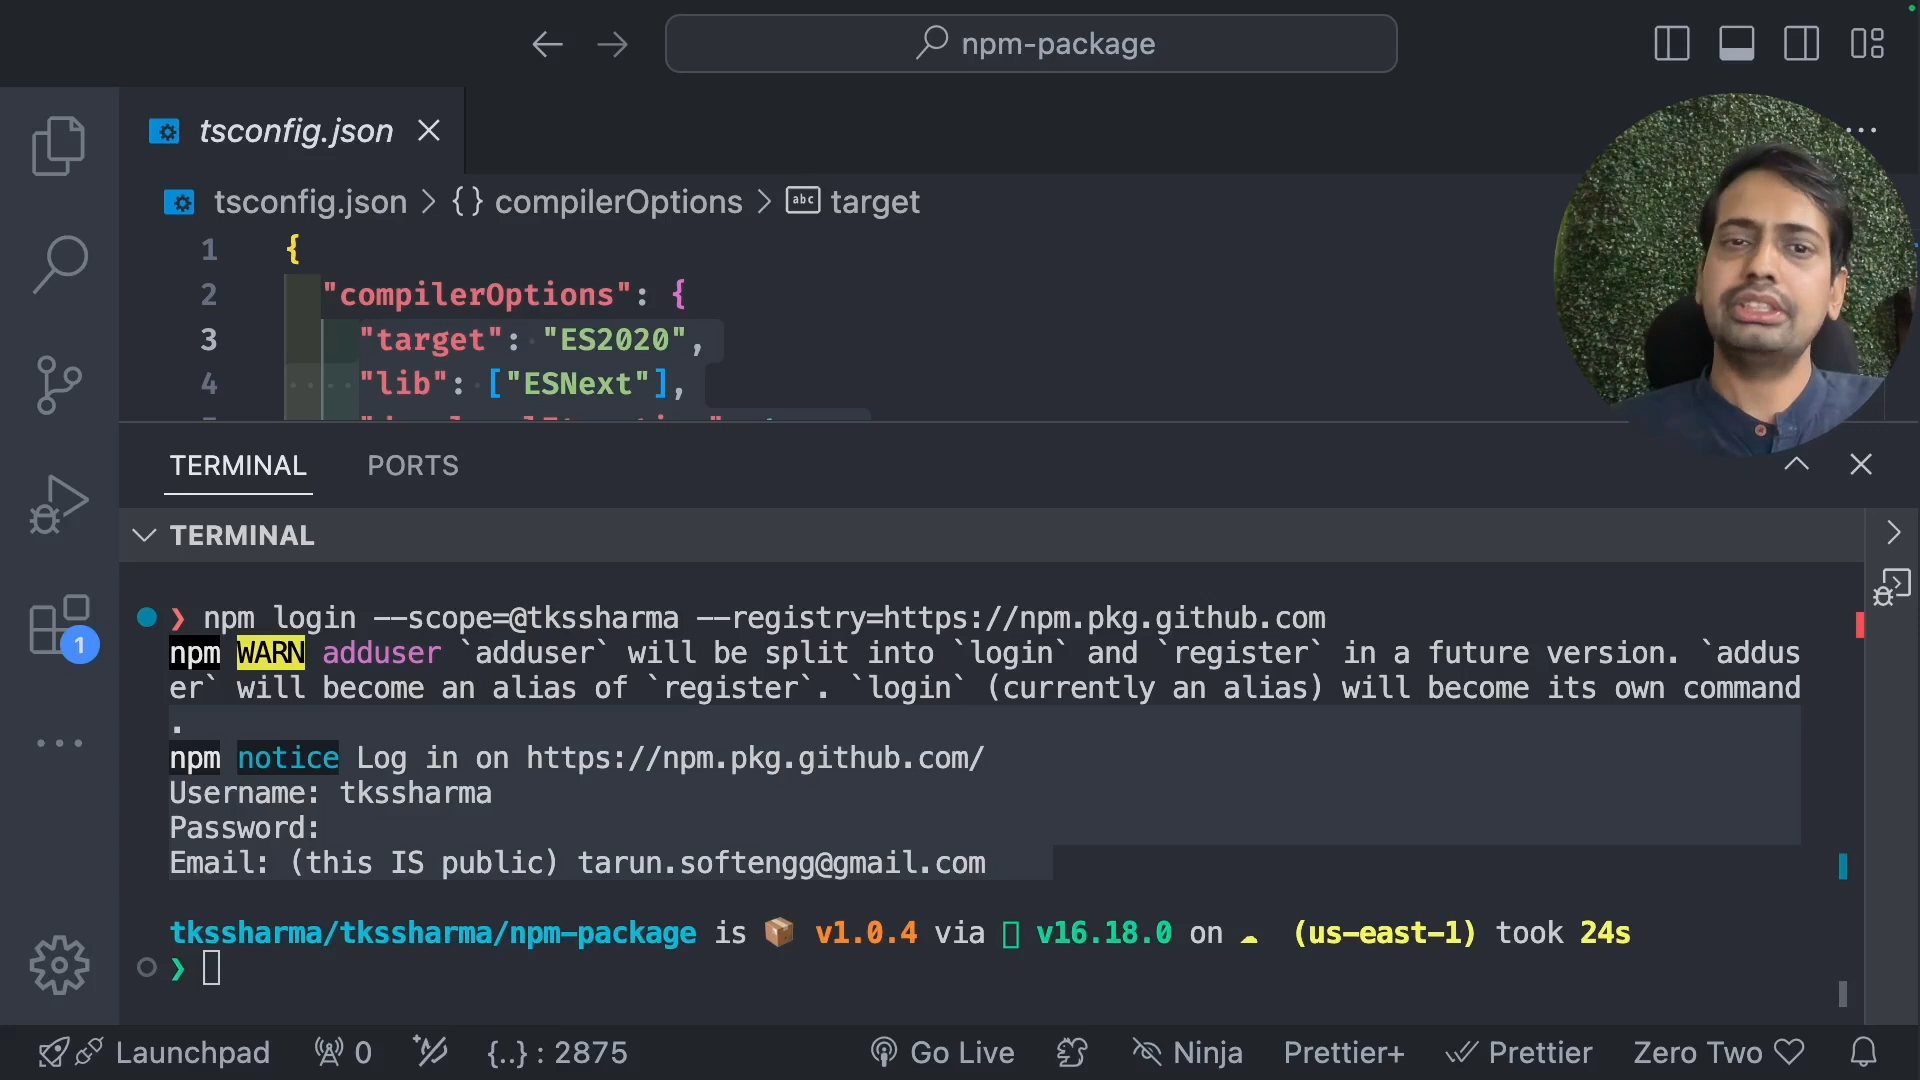 npm-package
tsconfig.json
tsconfig.json > {} compilerOptions > abc target
1 {
2 "compilerOptions": {
3 "target": "ES2020",
4 "lib": ["ESNext"],
TERMINAL PORTS
TERMINAL
❯ npm login --scope=@tkssharma --registry=https://npm.pkg.github.com
npm WARN adduser `adduser` will be split into `login` and `register` in a future version. `addus
er` will become an alias of `register`. `login` (currently an alias) will become its own command
.
npm notice Log in on https://npm.pkg.github.com/
Username: tkssharma
Password:
Email: (this IS public) tarun.softengg@gmail.com
tkssharma/tkssharma/npm-package is 📦 v1.0.4 via v16.18.0 on ☁ (us-east-1) took 24s
❯
1
Launchpad 0 {..} : 2875 Go Live Ninja Prettier+ Prettier Zero Two